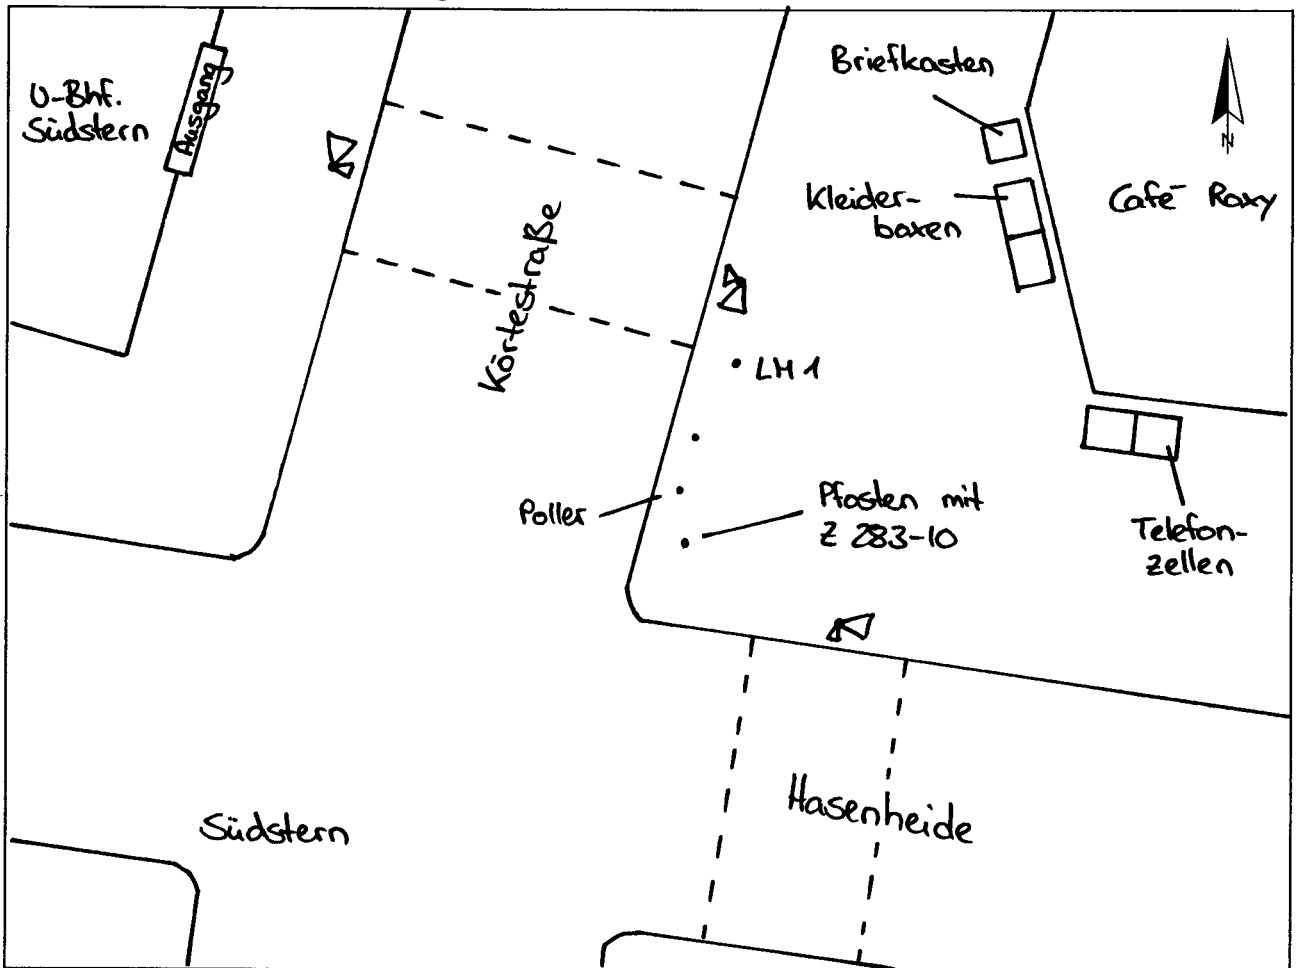 Briefkasten
U-Bhf.
Südstern
Ausgang
N
Kleider-
boxen
Café Roxy
Körtestraße
LM 1
Poller
Pfosten mit
Z 283-10
Telefon-
zellen
Hasenheide
Südstern